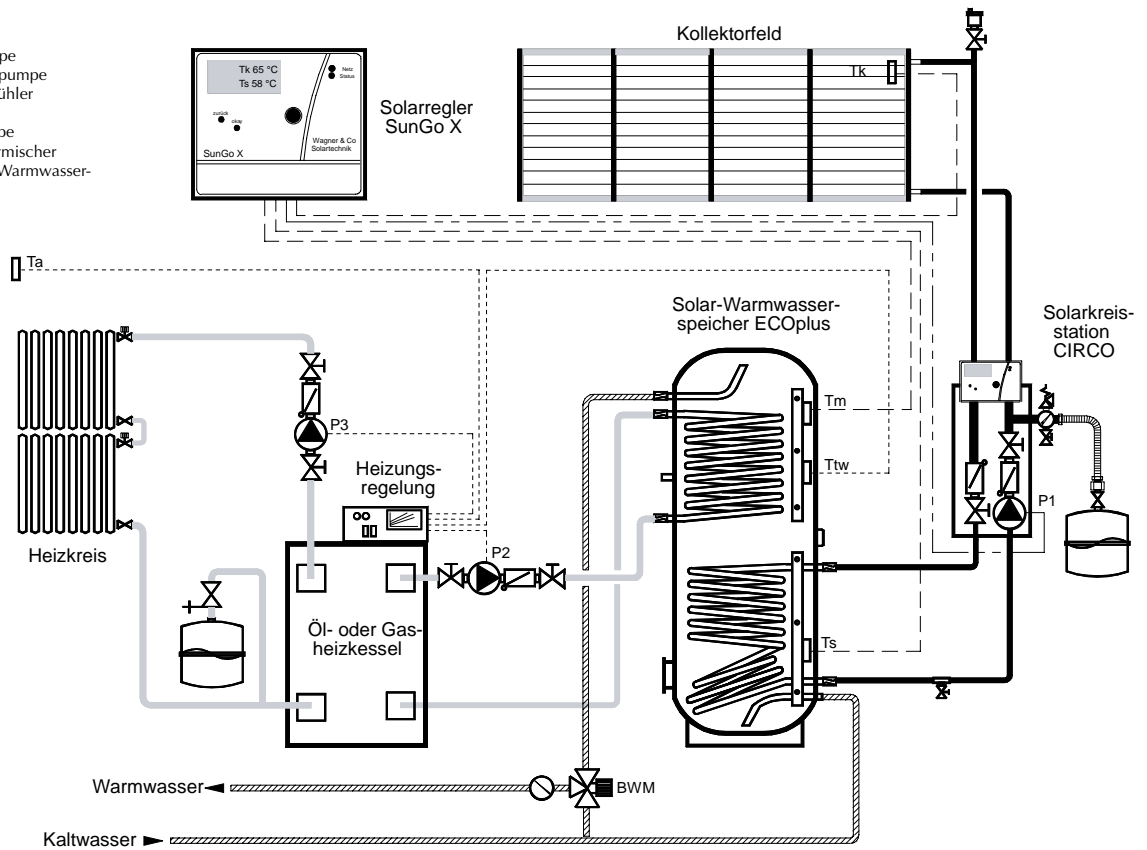 pe
pumpe
ühler
pe
rmischer
Warmwasser-
Tk 65 °C
Ts 58 °C
Netz
Status
zurück
okay
SunGo X
Wagner & Co
Solartechnik
Solarregler
SunGo X
Kollektorfeld
Tk
Ta
Solar-Warmwasser-
speicher ECOplus
Solarkreis-
station
CIRCO
Tm
Ttw
P3
Heizungs-
regelung
P1
P2
Heizkreis
Öl- oder Gas-
heizkessel
Ts
Warmwasser
BWM
Kaltwasser